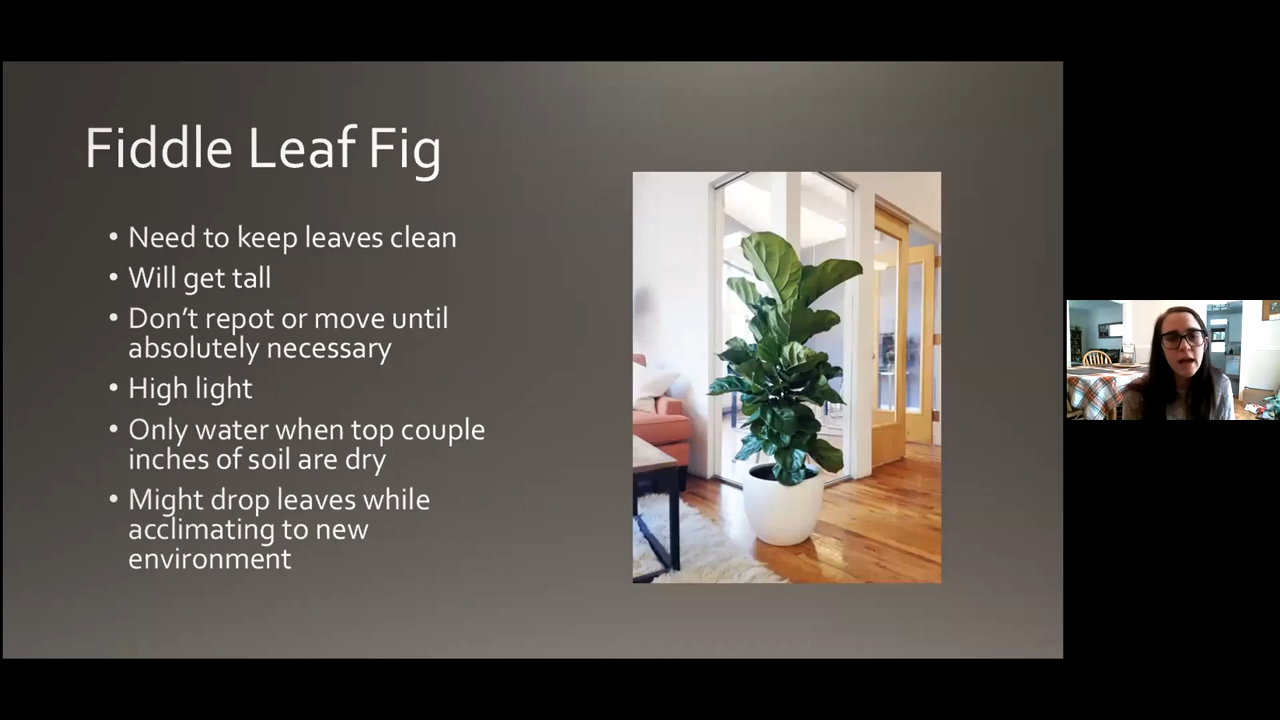 Fiddle Leaf Fig
• Need to keep leaves clean
• Will get tall
• Don’t repot or move until
absolutely necessary
• High light
• Only water when top couple
inches of soil are dry
• Might drop leaves while
acclimating to new
environment